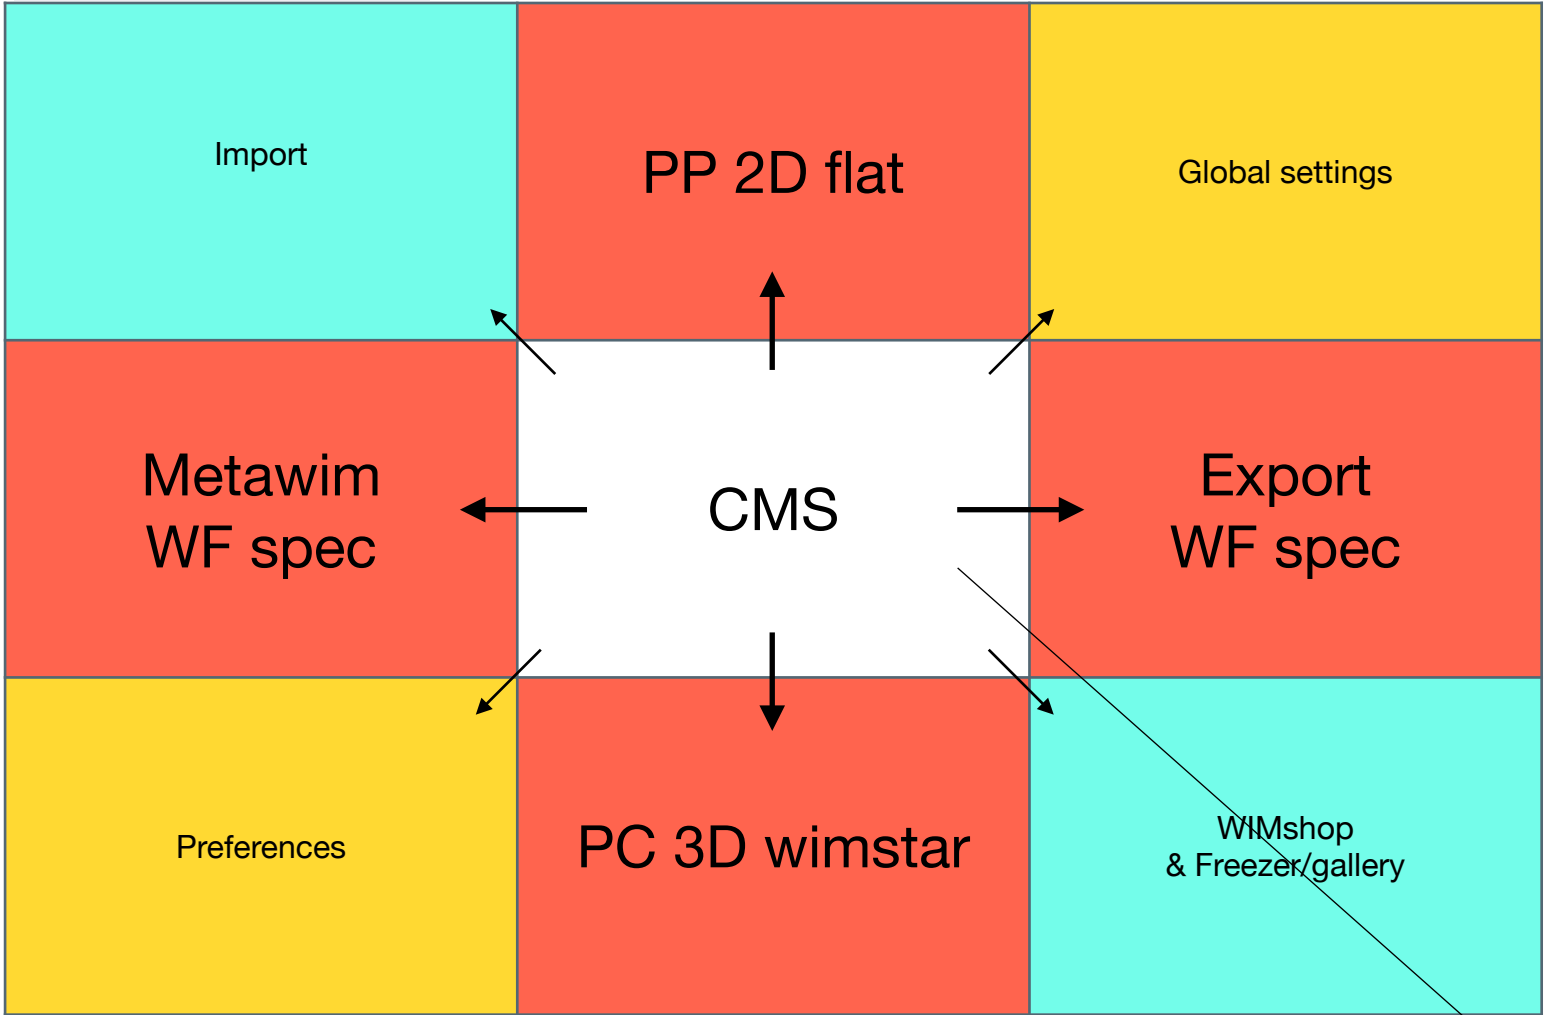 Import
PP 2D flat
Global settings
Metawim
WF spec
CMS
Export
WF spec
Preferences
PC 3D wimstar
WIMshop
& Freezer/gallery